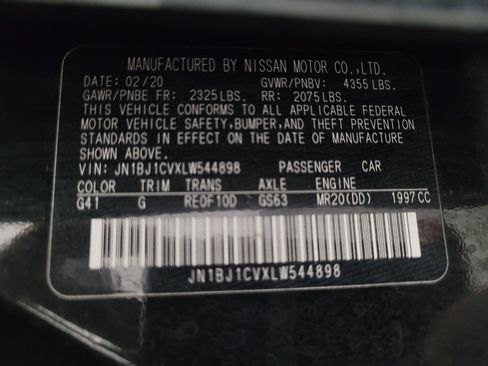 MANUFACTURED BY NISSAN MOTOR CO.,LTD.
DATE: 02/20 GVWR/PNBV: 4355 LBS.
GAWR/PNBE FR: 2325 LBS. RR: 2075 LBS.
THIS VEHICLE CONFORMS TO ALL APPLICABLE FEDERAL
MOTOR VEHICLE SAFETY, BUMPER, AND THEFT PREVENTION
STANDARDS IN EFFECT ON THE DATE OF MANUFACTURE
SHOWN ABOVE.
VIN: JN1BJ1CVXLW544898 PASSENGER CAR
COLOR TRIM TRANS AXLE ENGINE
G41 G RE0F10D GS63 MR20(DD) 1997CC
JN1BJ1CVXLW544898